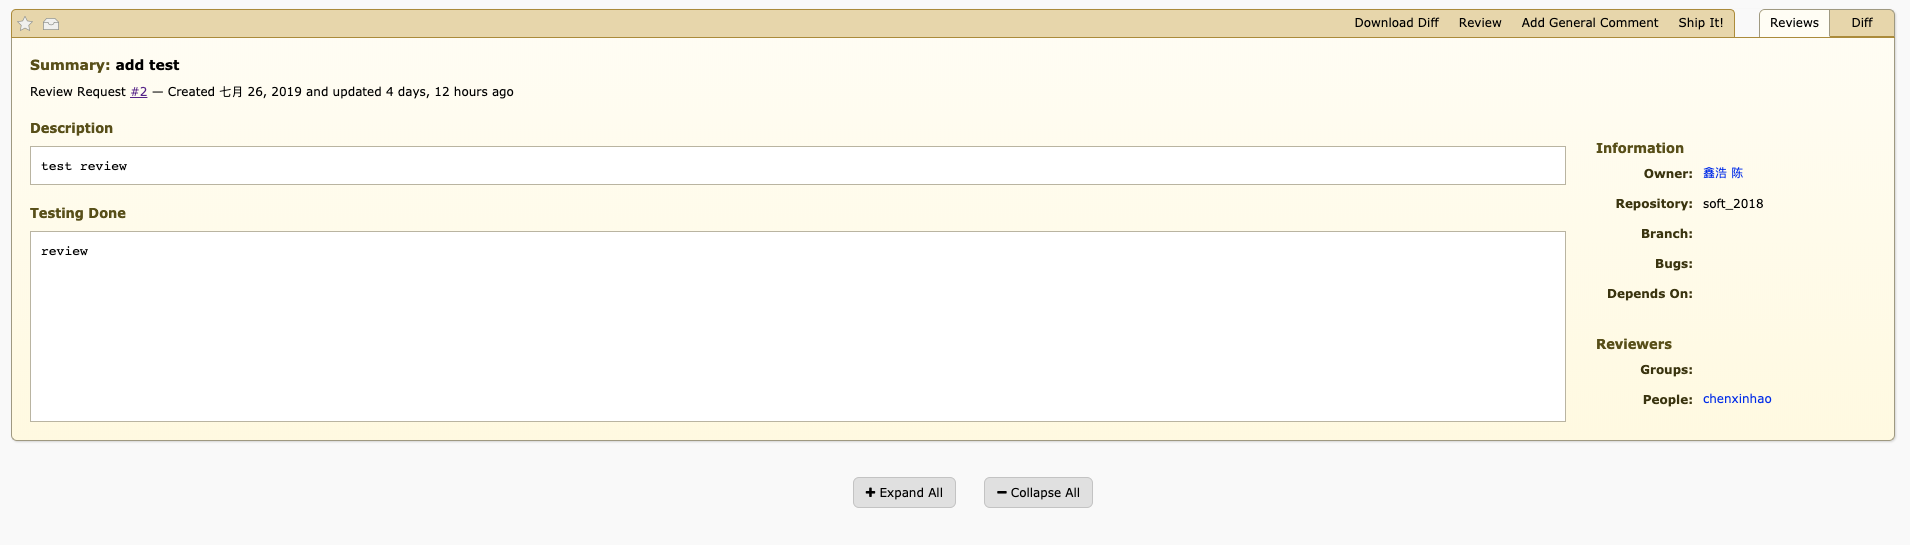 Download Diff Review Add General Comment Ship It! Reviews Diff
Summary: add test
Review Request #2 — Created 七月 26, 2019 and updated 4 days, 12 hours ago
Description
test review
Testing Done
review
Information
Owner: 鑫浩 陈
Repository: soft_2018
Branch:
Bugs:
Depends On:
Reviewers
Groups:
People: chenxinhao
Expand All Collapse All